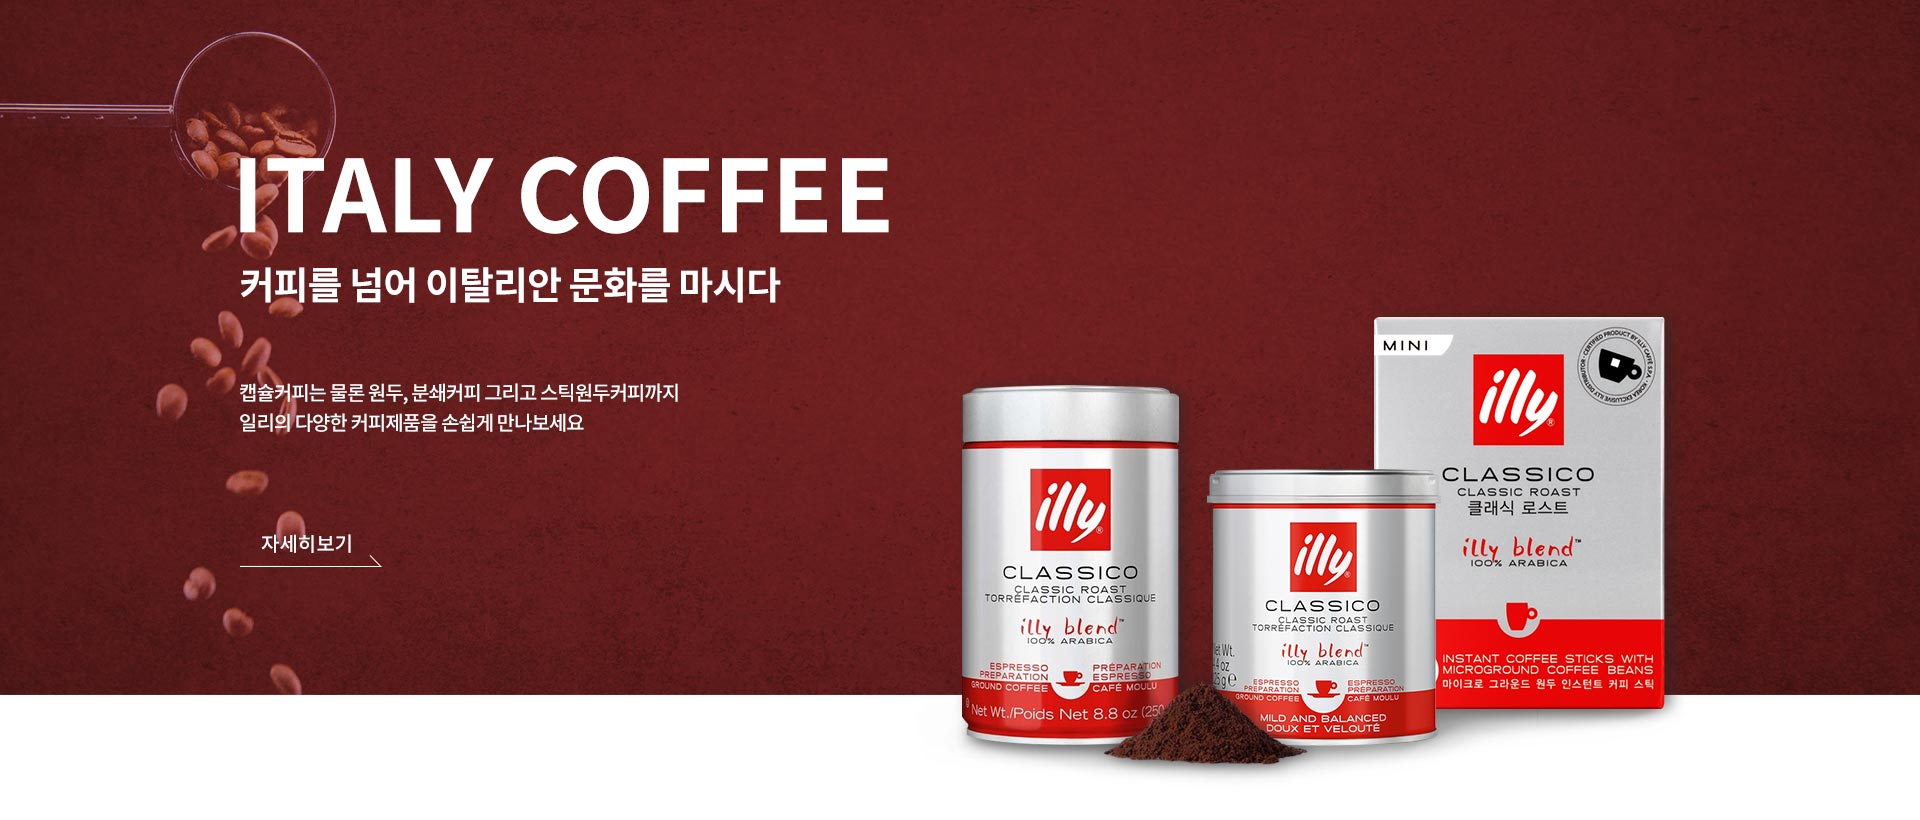 ITALY COFFEE
커피를 넘어 이탈리안 문화를 마시다
캡슐커피는 물론 원두, 분쇄커피 그리고 스틱원두커피까지
일리의 다양한 커피제품을 손쉽게 만나보세요
자세히보기
illy
CLASSICO
CLASSIC ROAST
TORRÉFACTION CLASSIQUE
illy blend™
100% ARABICA
ESPRESSO PREPARATION GROUND COFFEE
PRÉPARATION ESPRESSO CAFÉ MOULU
Net Wt./Poids Net 8.8 oz (250
illy
CLASSICO
CLASSIC ROAST
TORRÉFACTION CLASSIQUE
illy blend™
100% ARABICA
Wt.
oz
ESPRESSO PREPARATION GROUND COFFEE
ESPRESSO PRÉPARATION CAFÉ MOULU
MILD AND BALANCED
DOUX ET VELOUTÉ
MINI
illy®
CLASSICO
CLASSIC ROAST
클래식 로스트
illy blend™
100% ARABICA
INSTANT COFFEE STICKS WITH
MICROGROUND COFFEE BEANS
마이크로 그라운드 원두 인스턴트 커피 스틱